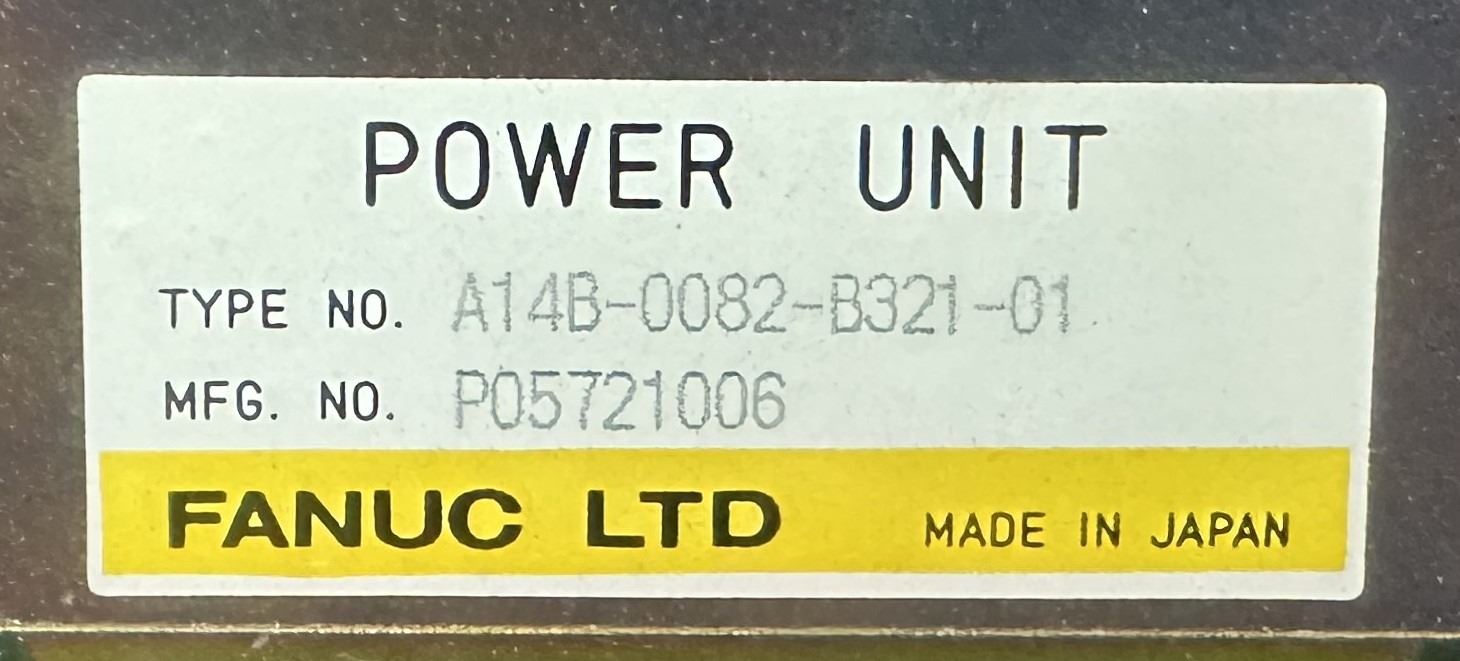 POWER UNIT
TYPE NO. A14B-0082-B321-01
MFG. NO. P05721006
FANUC LTD MADE IN JAPAN